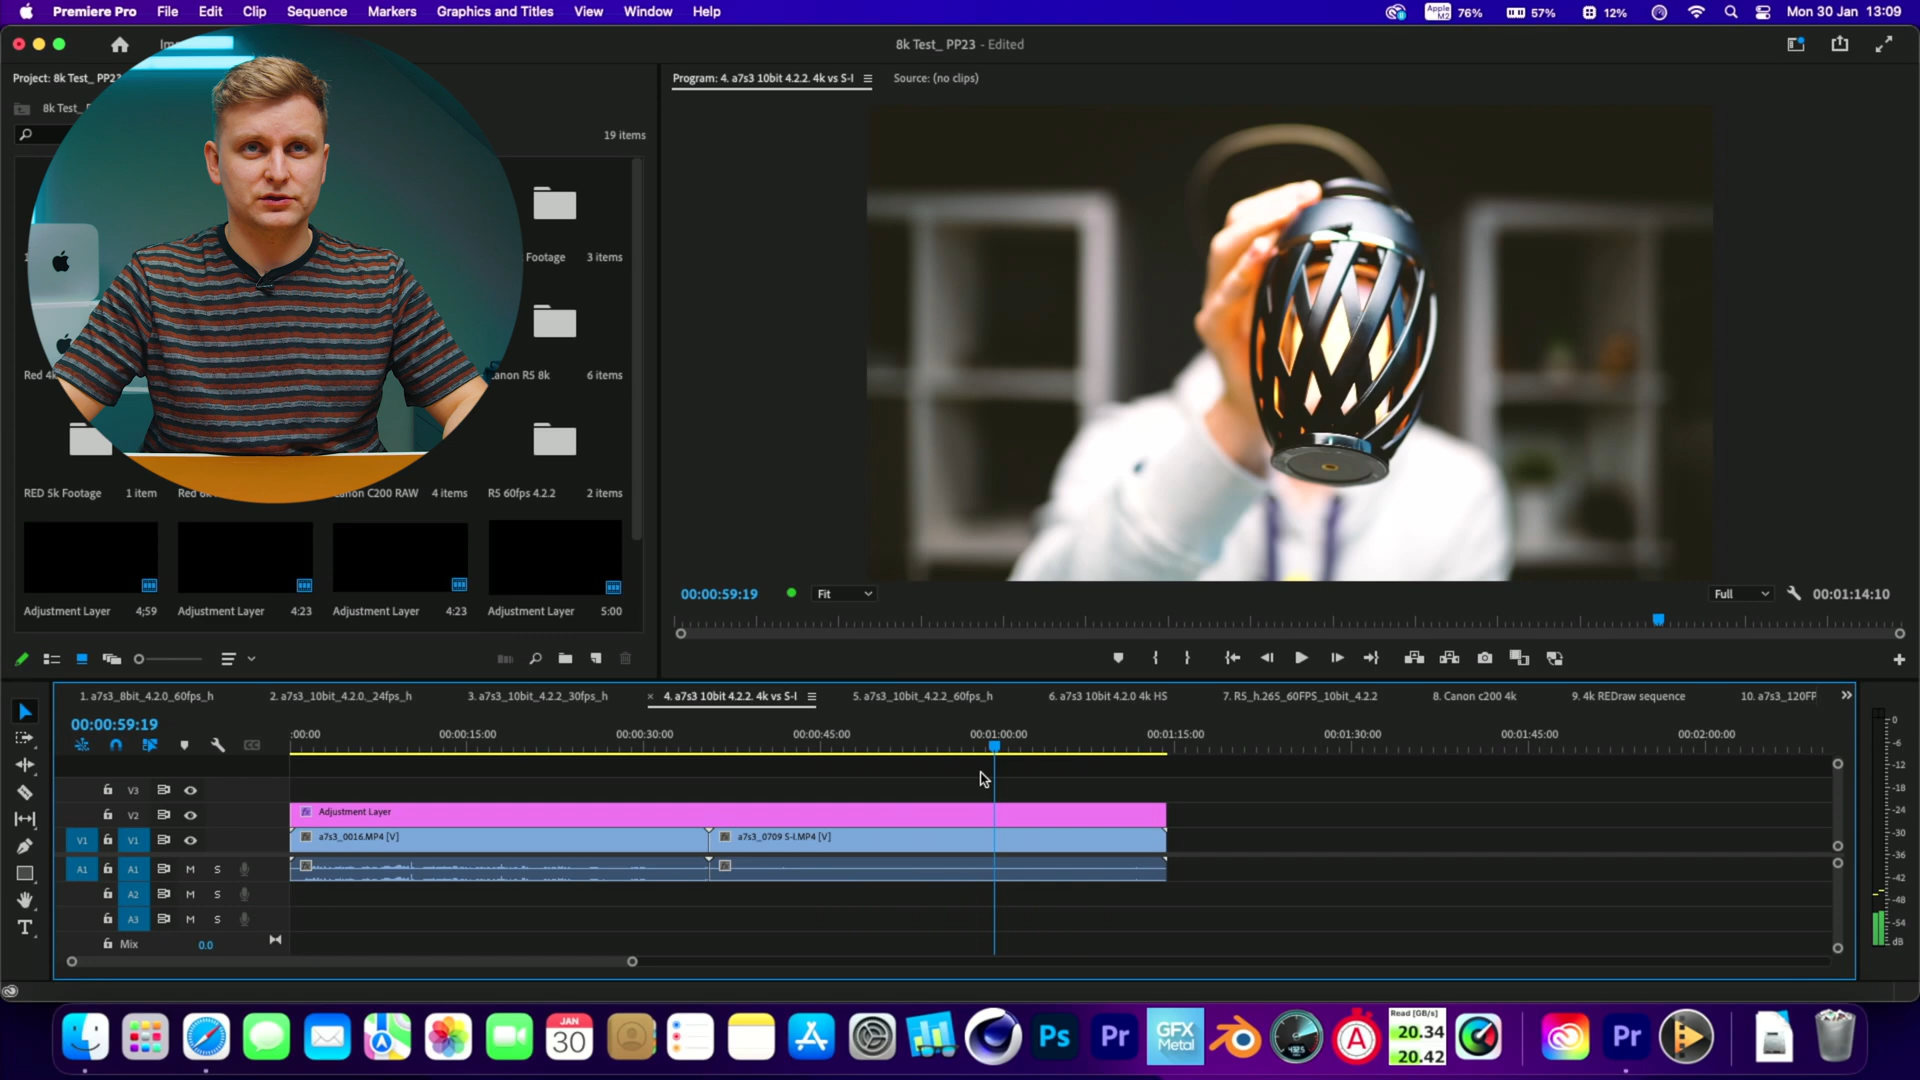 Premiere Pro File Edit Clip Sequence Markers Graphics and Titles View Window Help
Apple M2 76% 57% 12% Mon 30 Jan 13:09
8k Test_ PP23 - Edited
Project: 8k Test_ PP23
8k Test_
19 items
Program: 4. a7s3 10bit 4.2.2. 4k vs S-I
Source: (no clips)
Footage 3 items
Red 4k
Canon R5 8k 6 items
RED 5k Footage 1 item
Canon C200 RAW 4 items
R5 60fps 4.2.2 2 items
Adjustment Layer 4;59
Adjustment Layer 4:23
Adjustment Layer 4:23
Adjustment Layer 5:00
00:00:59:19 Fit Full 00:01:14:10
1. a7s3_8bit_4.2.0_60fps_h
2. a7s3_10bit_4.2.0._24fps_h
3. a7s3_10bit_4.2.2_30fps_h
× 4. a7s3 10bit 4.2.2. 4k vs S-I
5. a7s3_10bit_4.2.2_60fps_h
6. a7s3 10bit 4.2.0 4k HS
7. R5_h.265_60FPS_10bit_4.2.2
8. Canon c200 4k
9. 4k REDraw sequence
10. a7s3_120FP
00:00:59:19
:00:00 00:00:15:00 00:00:30:00 00:00:45:00 00:01:00:00 00:01:15:00 00:01:30:00 00:01:45:00 00:02:00:00
V3
V2
fx Adjustment Layer
V1 V1
fx a7s3_0016.MP4 [V]
fx a7s3_0709 S-I.MP4 [V]
A1 A1 M S
A2 M S
A3 M S
Mix 0.0
0
-6
-12
-18
-24
-30
-36
-42
-48
-54
dB
JAN
30
Ps
Pr
GFX
Metal
Read [GB/s]
20.34
20.42
Pr